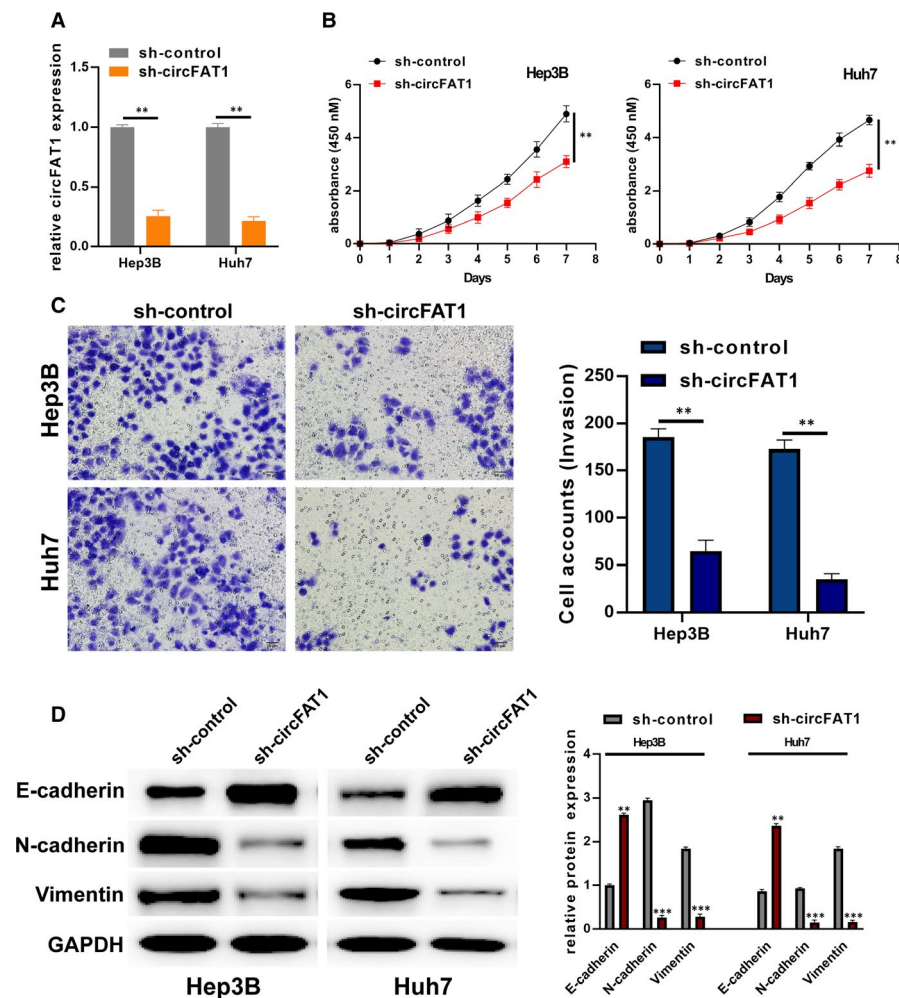 A
sh-control
sh-circFAT1
relative circFAT1 expression
1.5
1.0
0.5
0.0
**
**
Hep3B
Huh7
B
sh-control
sh-circFAT1
Hep3B
absorbance (450 nM)
6
4
2
0
**
0 1 2 3 4 5 6 7 8
Days
sh-control
sh-circFAT1
Huh7
absorbance (450 nM)
6
4
2
0
**
0 1 2 3 4 5 6 7 8
Days
C
sh-control
sh-circFAT1
Hep3B
Huh7
sh-control
sh-circFAT1
Cell accounts (Invasion)
250
200
150
100
50
0
**
**
Hep3B
Huh7
D
sh-control
sh-circFAT1
sh-control
sh-circFAT1
E-cadherin
N-cadherin
Vimentin
GAPDH
Hep3B
Huh7
sh-control
sh-circFAT1
Hep3B
Huh7
relative protein expression
4
3
2
1
0
**
***
***
**
***
***
E-cadherin
N-cadherin
Vimentin
E-cadherin
N-cadherin
Vimentin